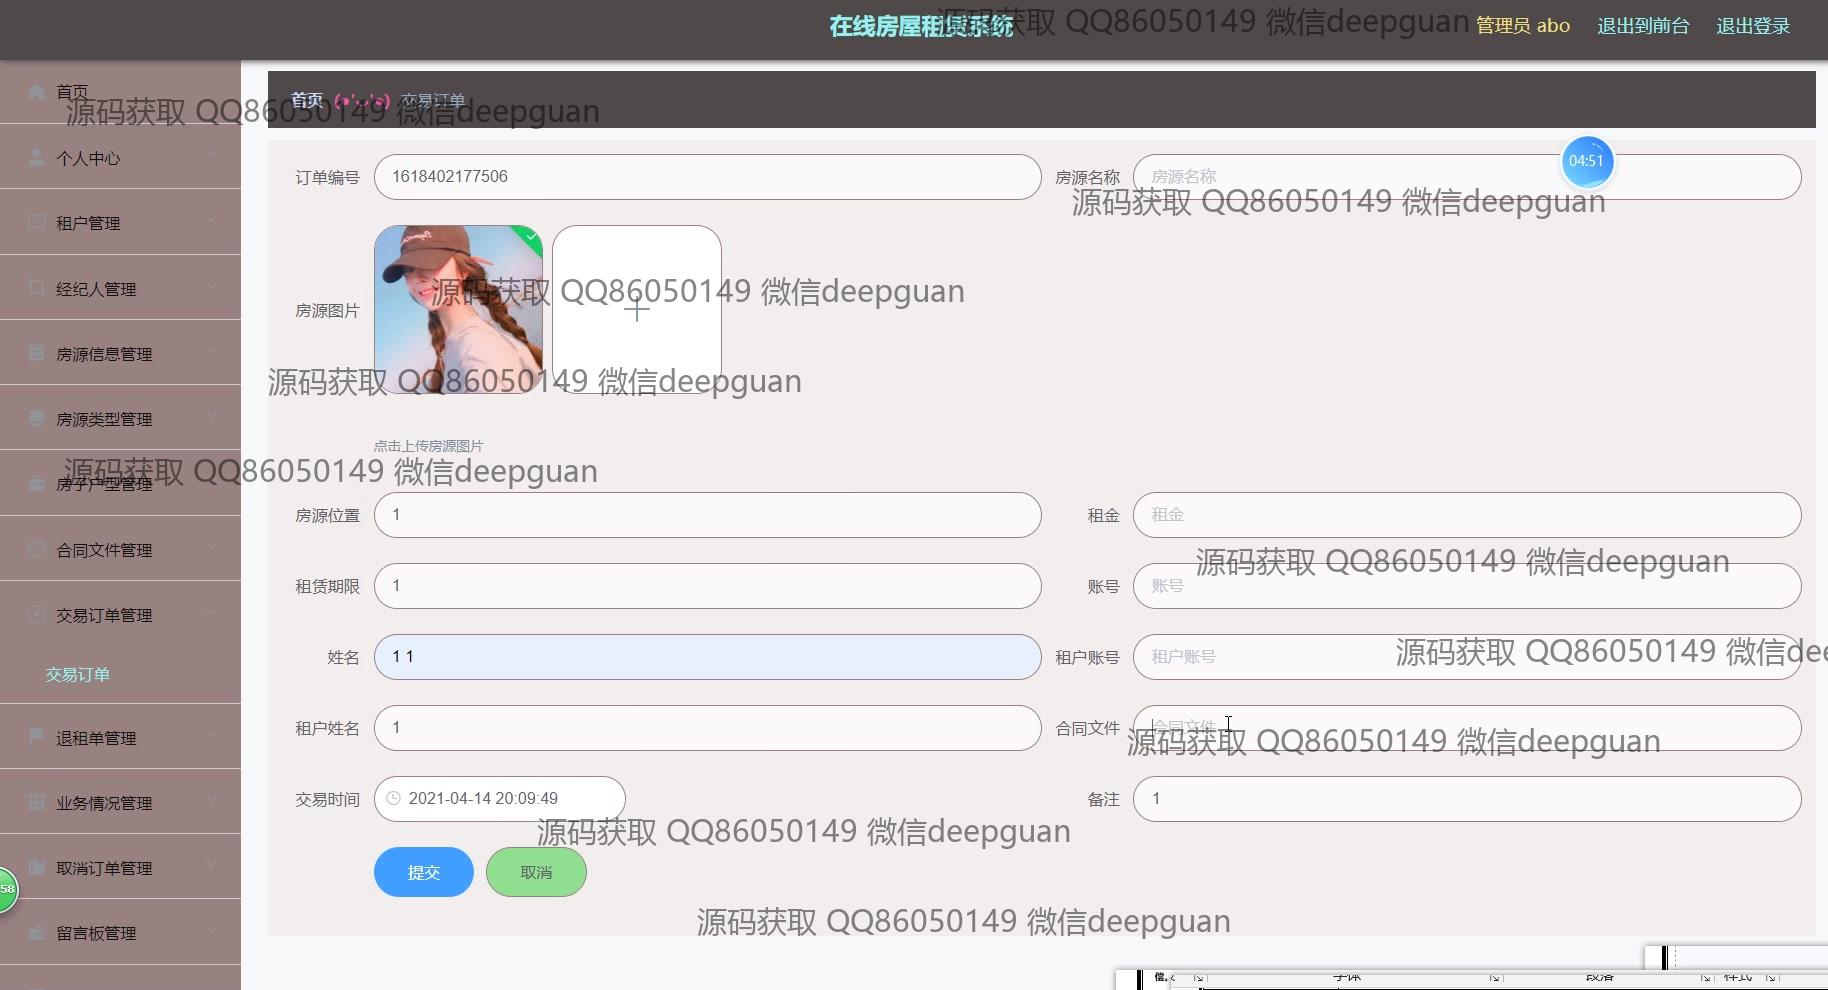 在线房屋租赁系统
源码获取 QQ86050149 微信deepguan
管理员 abo
退出到前台
退出登录
首页
个人中心
租户管理
经纪人管理
房源信息管理
房源类型管理
房子户型管理
合同文件管理
交易订单管理
交易订单
退租单管理
业务情况管理
取消订单管理
留言板管理
58
首页 (●'◡'●) 交易订单
源码获取 QQ86050149 微信deepguan
订单编号 1618402177506
房源名称 房源名称
04:51
源码获取 QQ86050149 微信deepguan
房源图片
源码获取 QQ86050149 微信deepguan
源码获取 QQ86050149 微信deepguan
点击上传房源图片
源码获取 QQ86050149 微信deepguan
房源位置 1
租金 租金
源码获取 QQ86050149 微信deepguan
租赁期限 1
账号 账号
姓名 1 1
租户账号 租户账号
源码获取 QQ86050149 微信deepguan
租户姓名 1
合同文件 合同文件
源码获取 QQ86050149 微信deepguan
交易时间 2021-04-14 20:09:49
备注 1
源码获取 QQ86050149 微信deepguan
提交
取消
源码获取 QQ86050149 微信deepguan
字体
段落
样式